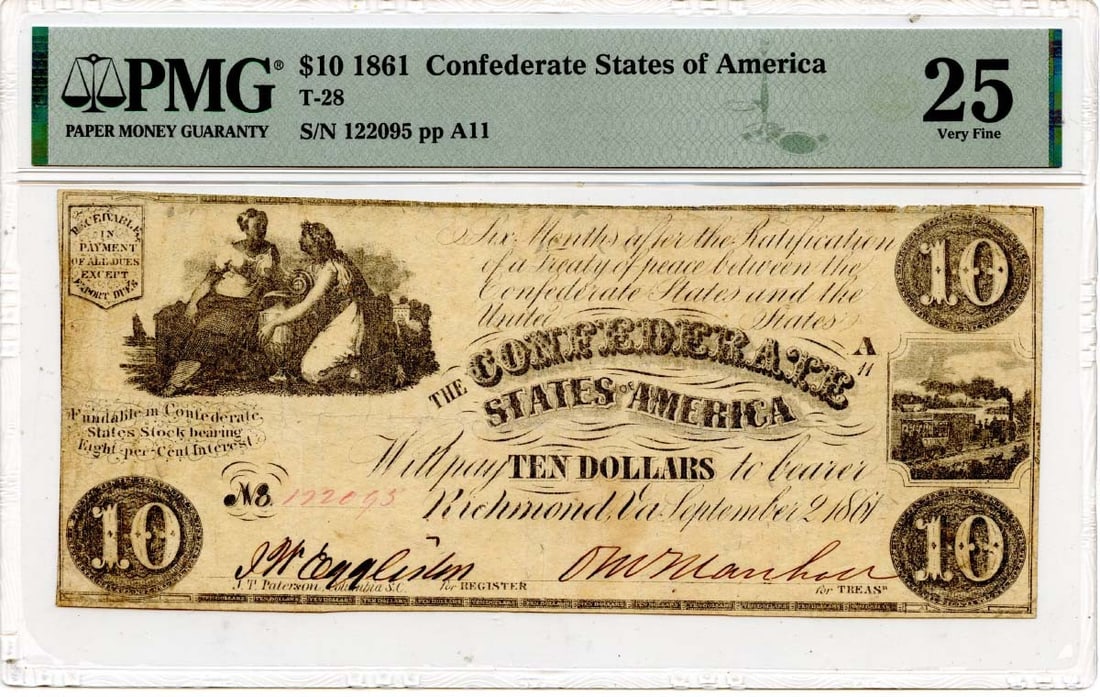 PMG®
PAPER MONEY GUARANTY
$10 1861 Confederate States of America
T-28
S/N 122095 pp A11
25
Very Fine
RECEIVABLE
IN
PAYMENT
OF ALL DUES
EXCEPT
EXPORT DUES
Six Months after the Ratification
of a Treaty of peace between the
Confederate States and the
United States
10
THE CONFEDERATE
STATES OF AMERICA
A
11
Fundable in Confederate
States Stock bearing
Eight-per-Cent Interest
Will pay TEN DOLLARS to bearer
No. 122095
Richmond, Va September 2 1861
10
10
J.T. Paterson, Columbia S.C.
for REGISTER
for TREASR